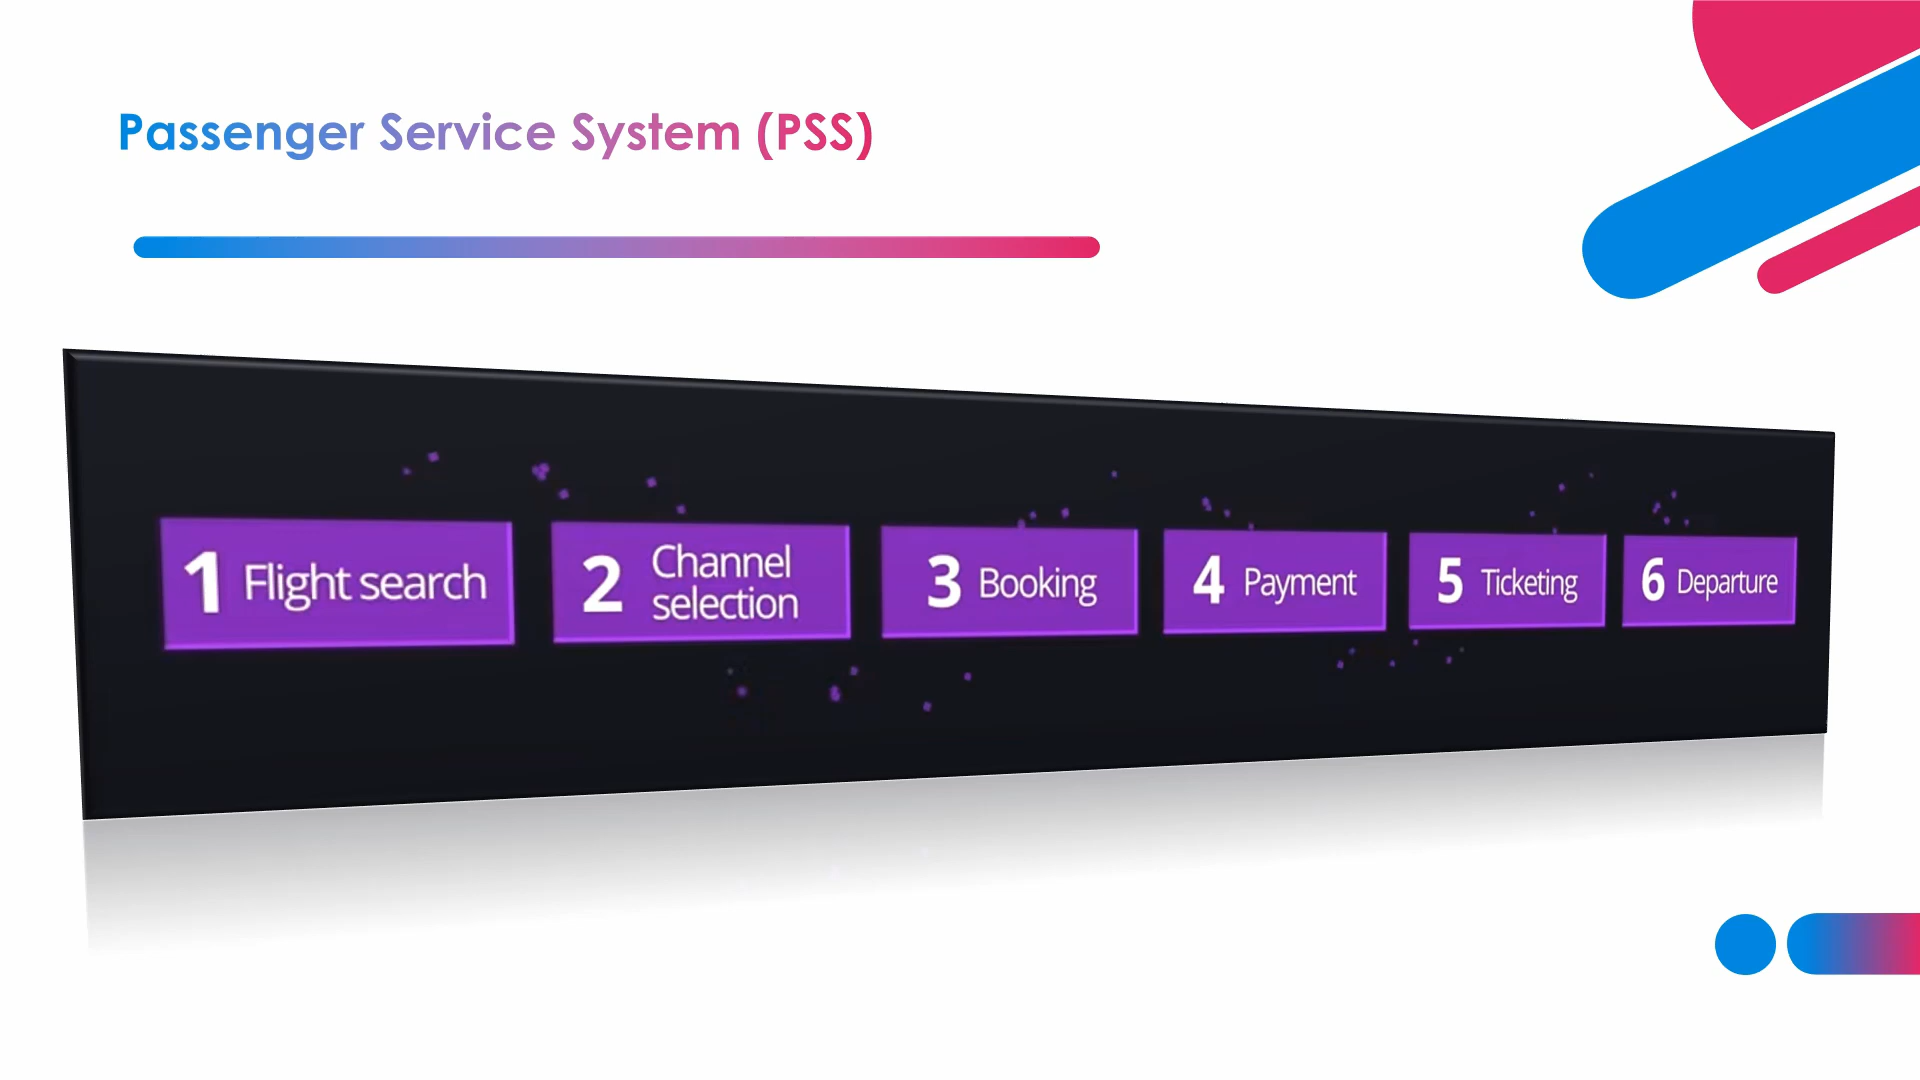 Passenger Service System (PSS)
1 Flight search
2 Channel
selection
3 Booking
4 Payment
5 Ticketing
6 Departure